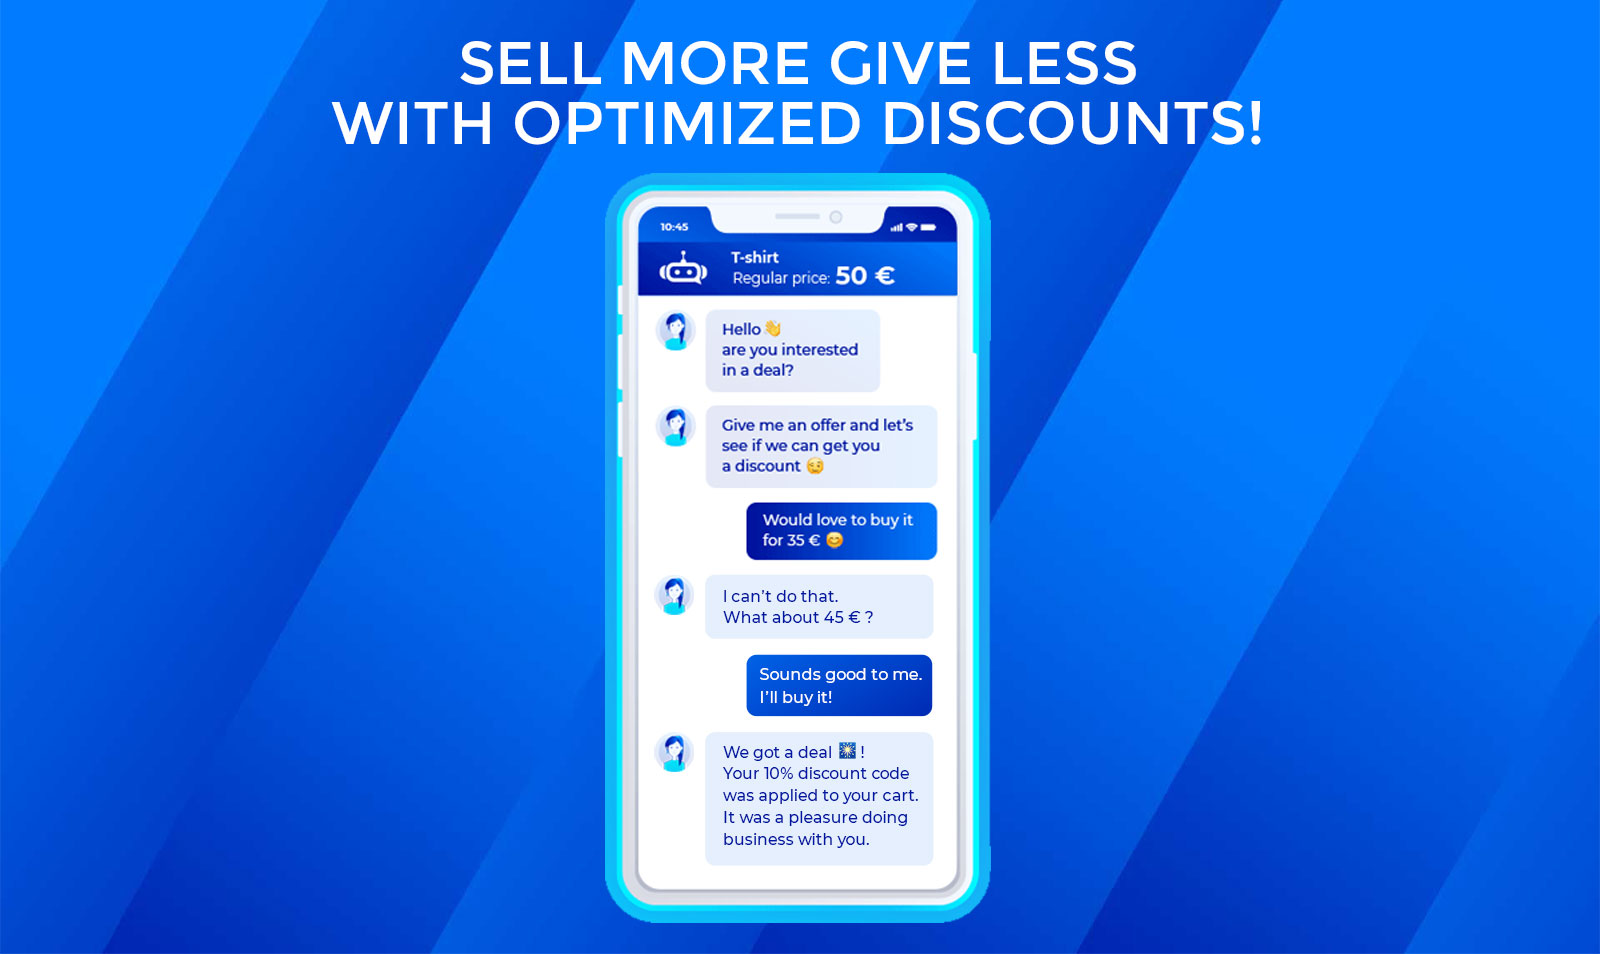 SELL MORE GIVE LESS
WITH OPTIMIZED DISCOUNTS!
10:45
T-shirt
Regular price: 50 €
Hello 👋
are you interested
in a deal?
Give me an offer and let's
see if we can get you
a discount 🤨
Would love to buy it
for 35 € 😊
I can't do that.
What about 45 € ?
Sounds good to me.
I'll buy it!
We got a deal 🎆 !
Your 10% discount code
was applied to your cart.
It was a pleasure doing
business with you.